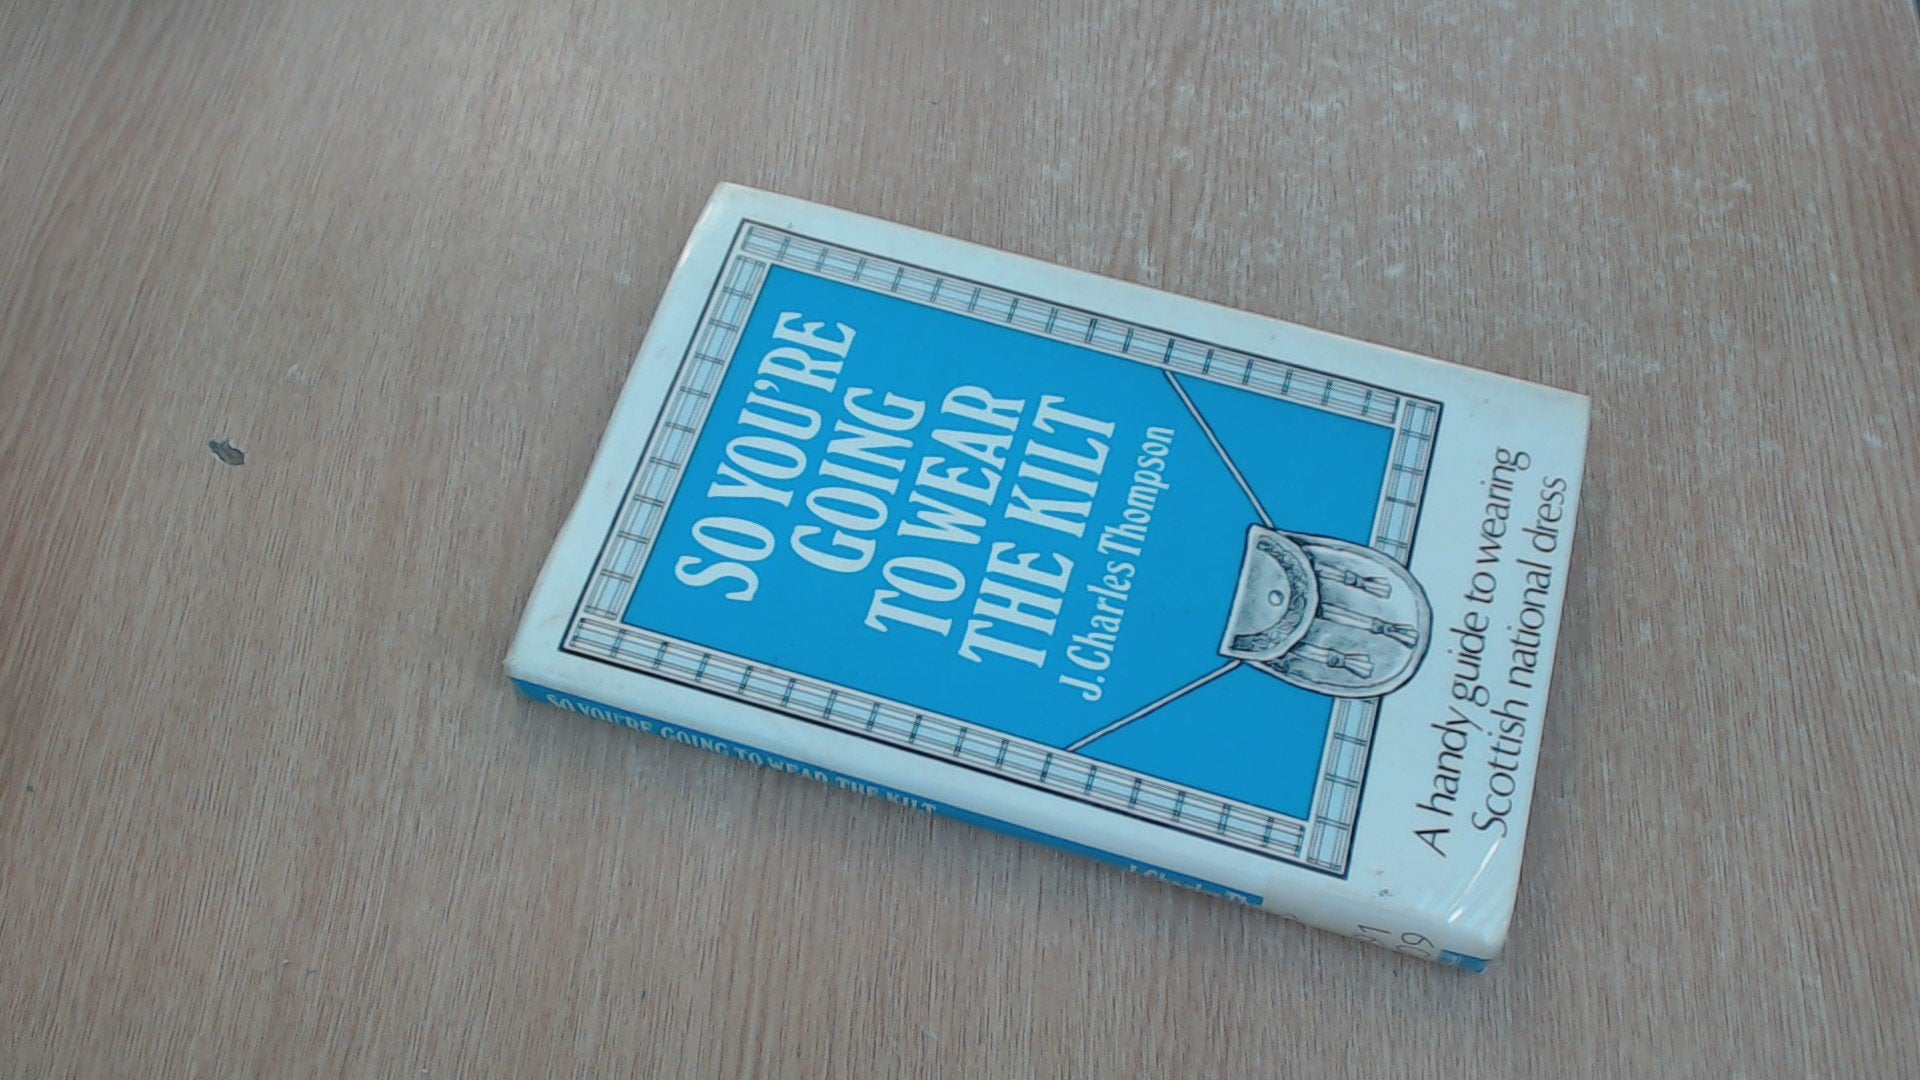 SO YOU'RE
GOING
TO WEAR
THE KILT
J. Charles Thompson
A handy guide to wearing
Scottish national dress
SO YOU'RE GOING TO WEAR THE KILT
J. Charles